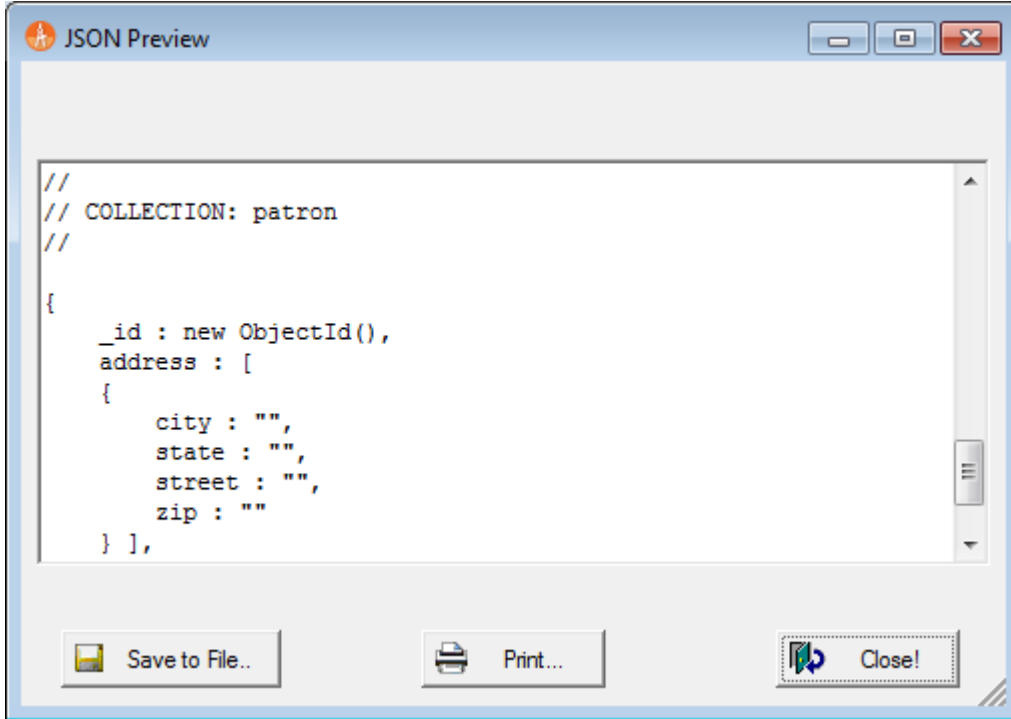 JSON Preview
//
// COLLECTION: patron
//
{
_id : new ObjectId(),
address : [
{
city : "",
state : "",
street : "",
zip : ""
} ],
Save to File..
Print...
Close!